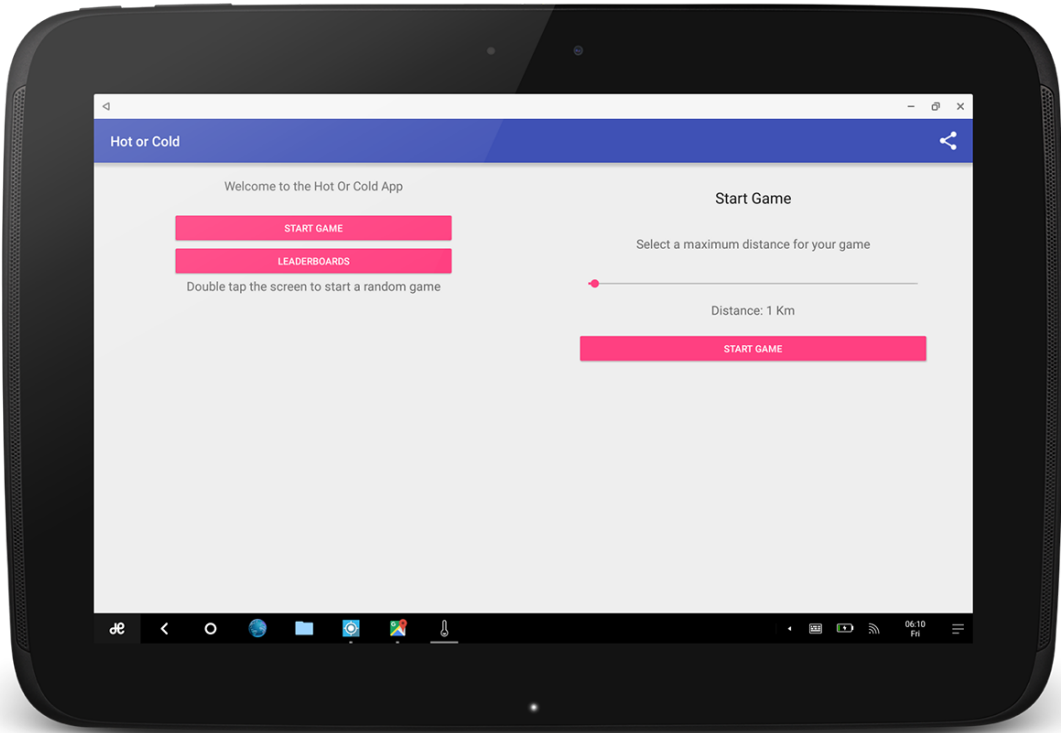 Hot or Cold
Welcome to the Hot Or Cold App
START GAME
LEADERBOARDS
Double tap the screen to start a random game
Start Game
Select a maximum distance for your game
Distance: 1 Km
START GAME
06:10
Fri